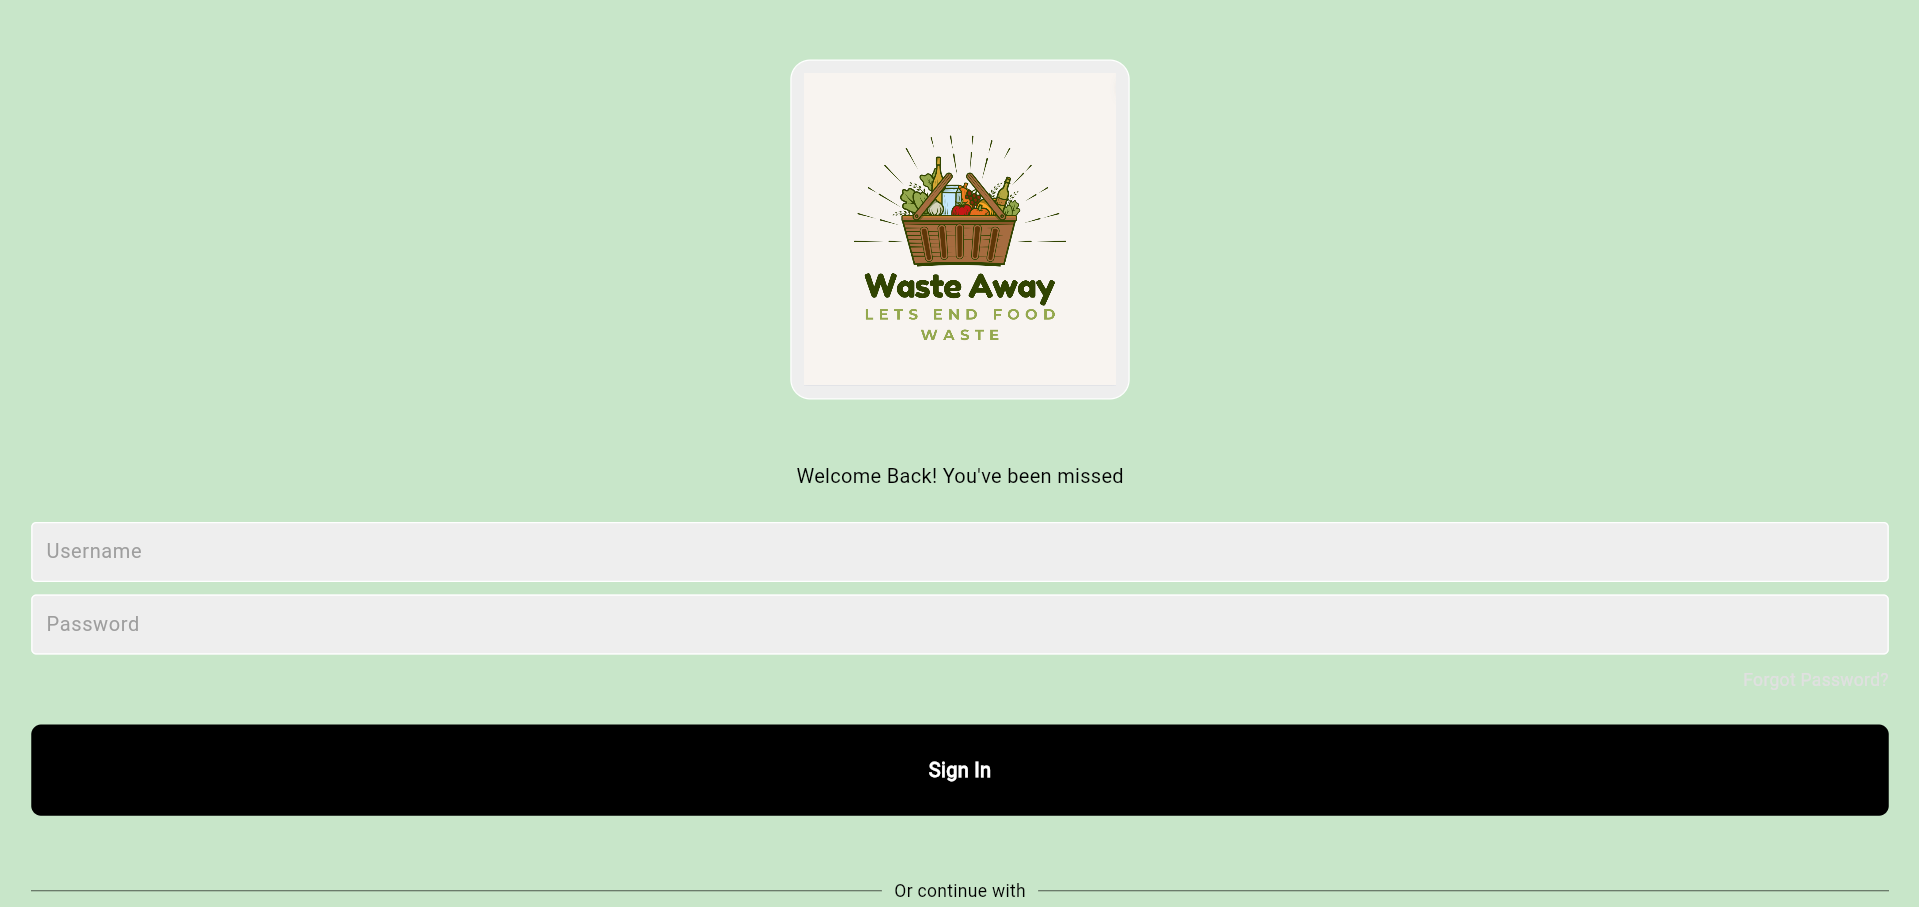 Waste Away
LETS END FOOD
WASTE
Welcome Back! You've been missed
Username
Password
Forgot Password?
Sign In
Or continue with